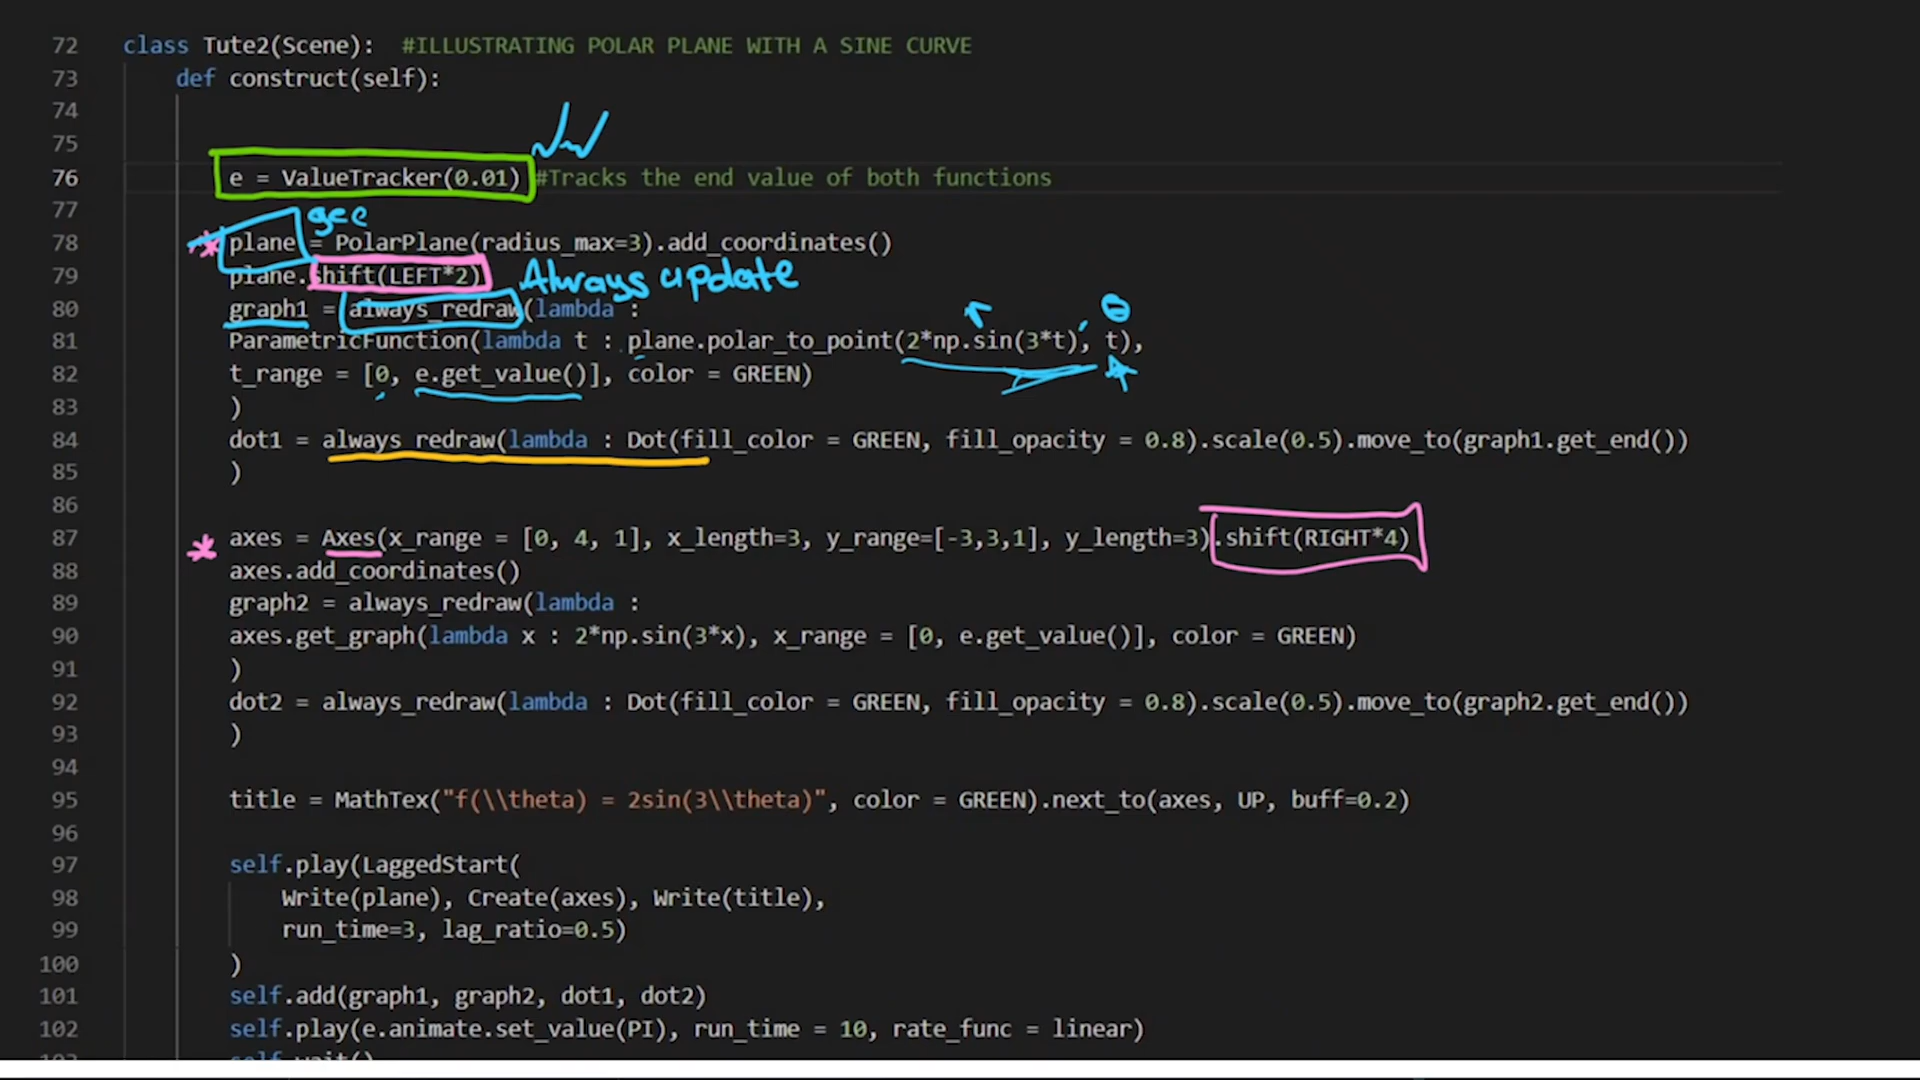 72 class Tute2(Scene): #ILLUSTRATING POLAR PLANE WITH A SINE CURVE
73 def construct(self):
74
75
76 e = ValueTracker(0.01) #Tracks the end value of both functions
77 gce
78 * plane = PolarPlane(radius_max=3).add_coordinates()
79 plane.shift(LEFT*2) Always update
80 graph1 = always_redraw(lambda :
r , θ
81 ParametricFunction(lambda t : plane.polar_to_point(2*np.sin(3*t), t),
82 t_range = [0, e.get_value()], color = GREEN)
83 )
84 dot1 = always_redraw(lambda : Dot(fill_color = GREEN, fill_opacity = 0.8).scale(0.5).move_to(graph1.get_end())
85 )
86
87 * axes = Axes(x_range = [0, 4, 1], x_length=3, y_range=[-3,3,1], y_length=3).shift(RIGHT*4)
88 axes.add_coordinates()
89 graph2 = always_redraw(lambda :
90 axes.get_graph(lambda x : 2*np.sin(3*x), x_range = [0, e.get_value()], color = GREEN)
91 )
92 dot2 = always_redraw(lambda : Dot(fill_color = GREEN, fill_opacity = 0.8).scale(0.5).move_to(graph2.get_end())
93 )
94
95 title = MathTex("f(\\theta) = 2sin(3\\theta)", color = GREEN).next_to(axes, UP, buff=0.2)
96
97 self.play(LaggedStart(
98 Write(plane), Create(axes), Write(title),
99 run_time=3, lag_ratio=0.5)
100 )
101 self.add(graph1, graph2, dot1, dot2)
102 self.play(e.animate.set_value(PI), run_time = 10, rate_func = linear)
103 self.wait()